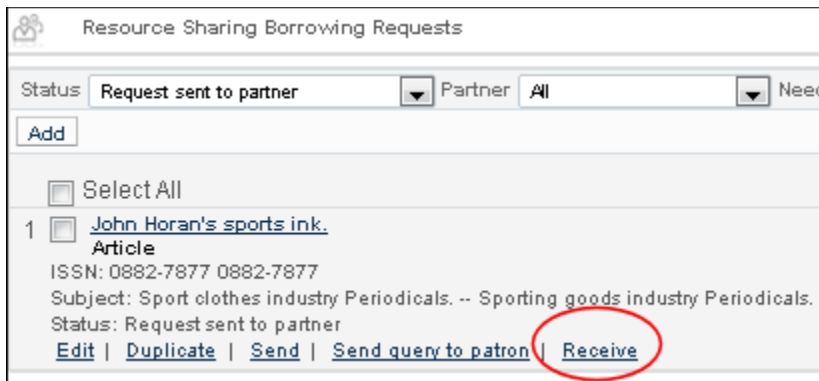 Resource Sharing Borrowing Requests
Status Request sent to partner Partner All Need
Add
Select All
1 John Horan's sports ink.
Article
ISSN: 0882-7877 0882-7877
Subject: Sport clothes industry Periodicals. -- Sporting goods industry Periodicals.
Status: Request sent to partner
Edit | Duplicate | Send | Send query to patron | Receive